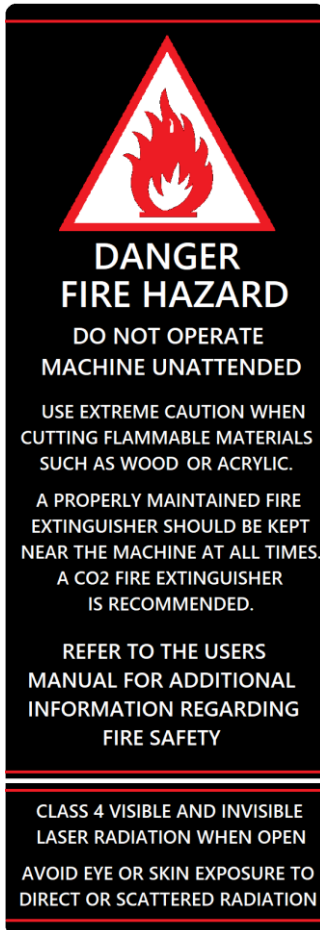 DANGER
FIRE HAZARD
DO NOT OPERATE
MACHINE UNATTENDED
USE EXTREME CAUTION WHEN
CUTTING FLAMMABLE MATERIALS
SUCH AS WOOD OR ACRYLIC.
A PROPERLY MAINTAINED FIRE
EXTINGUISHER SHOULD BE KEPT
NEAR THE MACHINE AT ALL TIMES.
A CO2 FIRE EXTINGUISHER
IS RECOMMENDED.
REFER TO THE USERS
MANUAL FOR ADDITIONAL
INFORMATION REGARDING
FIRE SAFETY
CLASS 4 VISIBLE AND INVISIBLE
LASER RADIATION WHEN OPEN
AVOID EYE OR SKIN EXPOSURE TO
DIRECT OR SCATTERED RADIATION